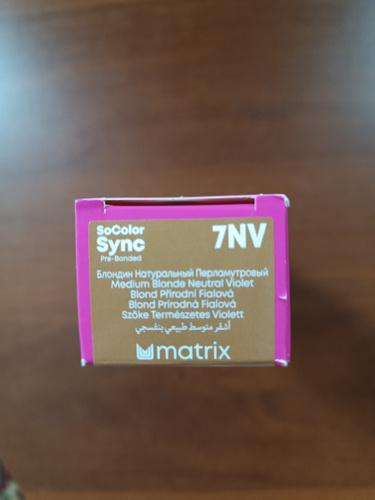 SoColor
Sync
Pre-Bonded
7NV
Блондин Натуральный Перламутровый
Medium Blonde Neutral Violet
Blond Přírodní Fialová
Blond Prírodná Fialová
Szőke Természetes Violett
أشقر متوسط طبيعي بنفسجي
matrix